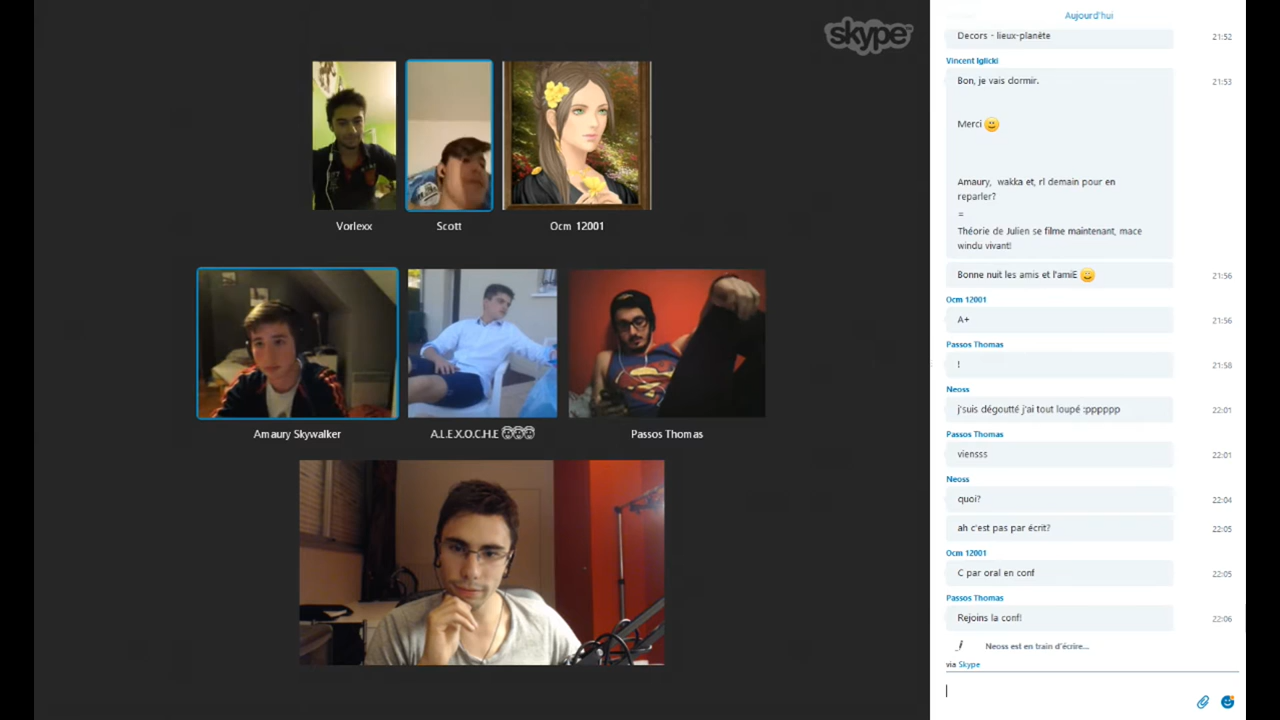 skype
Vorlexx
Scott
Ocm 12001
Amaury Skywalker
A.L.E.X.O.C.H.E
Passos Thomas
Aujourd'hui
Decors - lieux-planéte
21:52
Vincent Iglicki
Bon, je vais dormir.
21:53
Merci
Amaury, wakka et, rl demain pour en
reparler?
=
Théorie de Julien se filme maintenant, mace
windu vivant!
Bonne nuit les amis et l'amiE
21:56
Ocm 12001
A+
21:56
Passos Thomas
!
21:58
Neoss
j'suis dégoutté j'ai tout loupé :pppppp
22:01
Passos Thomas
viensss
22:01
Neoss
quoi?
22:04
ah c'est pas par écrit?
22:05
Ocm 12001
C par oral en conf
22:05
Passos Thomas
Rejoins la conf!
22:06
Neoss est en train d'écrire...
via Skype